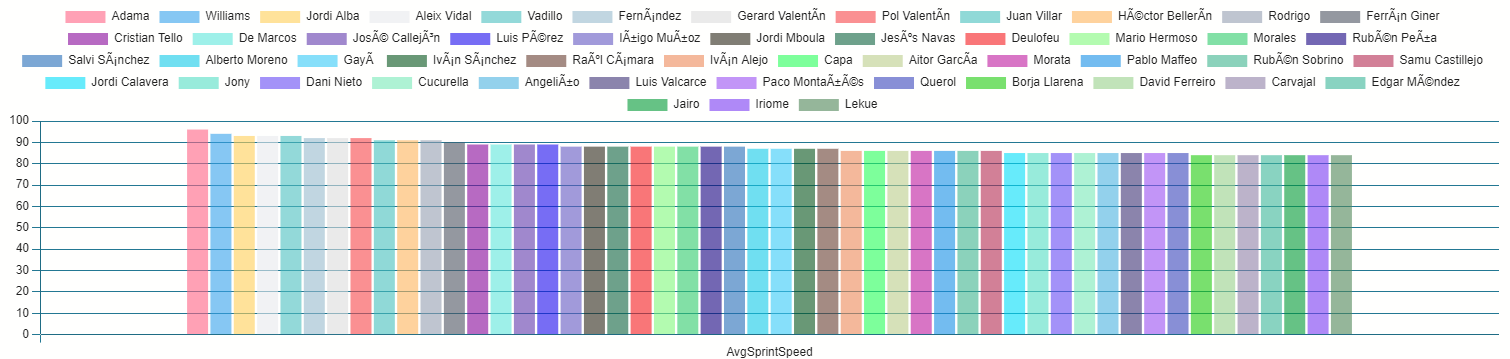 Adama Williams Jordi Alba Aleix Vidal Vadillo FernÃ¡ndez Gerard ValentÃ­n Pol ValentÃ­n Juan Villar HÃ©ctor BellerÃ­n Rodrigo FerrÃ¡n Giner
Cristian Tello De Marcos JosÃ© CallejÃ³n Luis PÃ©rez IÃ±igo MuÃ±oz Jordi Mboula JesÃºs Navas Deulofeu Mario Hermoso Morales RubÃ©n PeÃ±a
Salvi SÃ¡nchez Alberto Moreno GayÃ IvÃ¡n SÃ¡nchez RaÃºl CÃ¡mara IvÃ¡n Alejo Capa Aitor GarcÃ­a Morata Pablo Maffeo RubÃ©n Sobrino Samu Castillejo
Jordi Calavera Jony Dani Nieto Cucurella AngeliÃ±o Luis Valcarce Paco MontaÃ±Ã©s Querol Borja Llarena David Ferreiro Carvajal Edgar MÃ©ndez
Jairo Iriome Lekue
100
90
80
70
60
50
40
30
20
10
0
AvgSprintSpeed